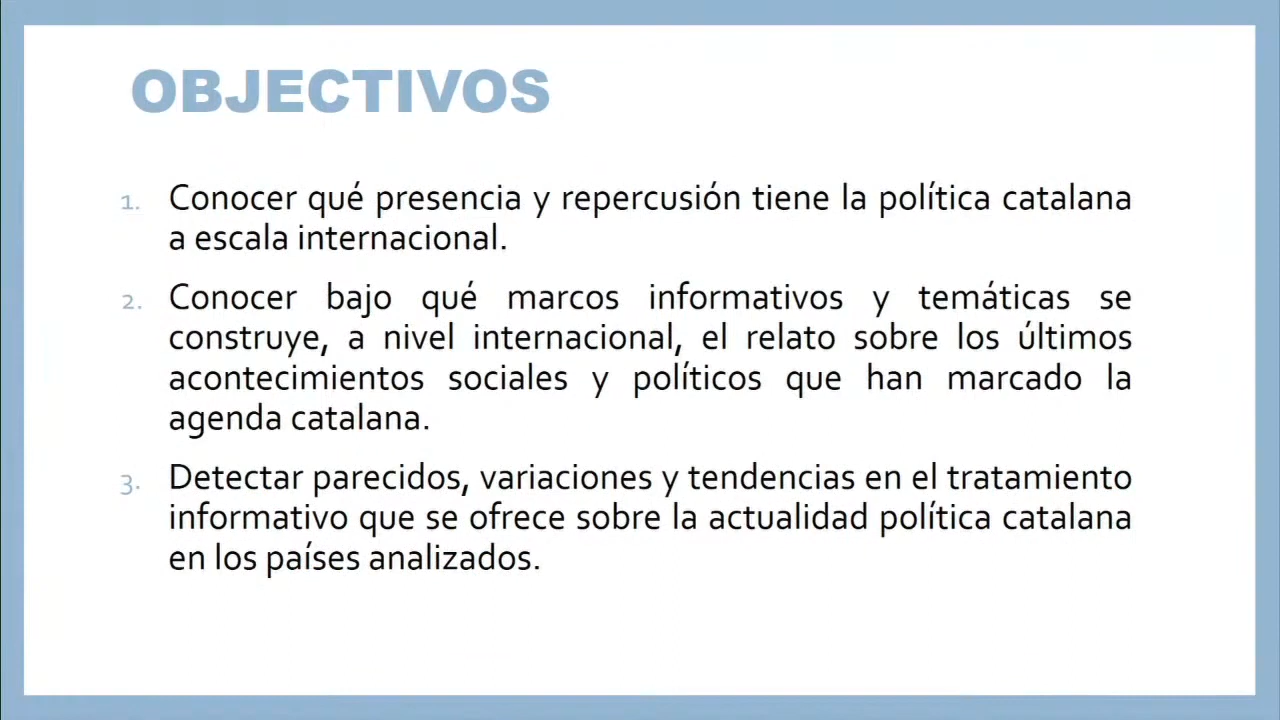 OBJECTIVOS
1. Conocer qué presencia y repercusión tiene la política catalana
a escala internacional.
2. Conocer bajo qué marcos informativos y temáticas se
construye, a nivel internacional, el relato sobre los últimos
acontecimientos sociales y políticos que han marcado la
agenda catalana.
3. Detectar parecidos, variaciones y tendencias en el tratamiento
informativo que se ofrece sobre la actualidad política catalana
en los países analizados.